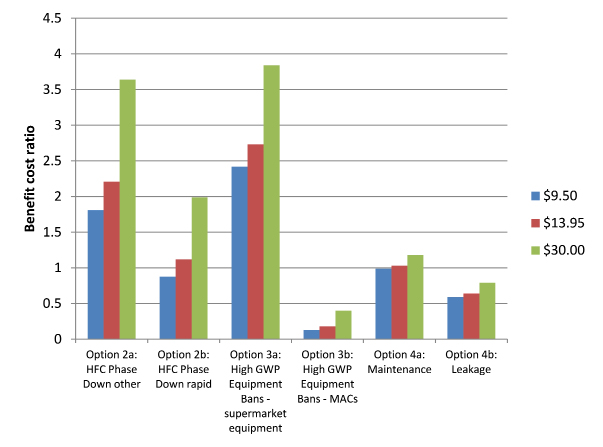 4.5
4
3.5
3
2.5
2
1.5
1
0.5
0
Benefit cost ratio
Option 2a:
HFC Phase
Down other
Option 2b:
HFC Phase
Down rapid
Option 3a:
High GWP
Equipment
Bans -
supermarket
equipment
Option 3b:
High GWP
Equipment
Bans - MACs
Option 4a:
Maintenance
Option 4b:
Leakage
$9.50
$13.95
$30.00